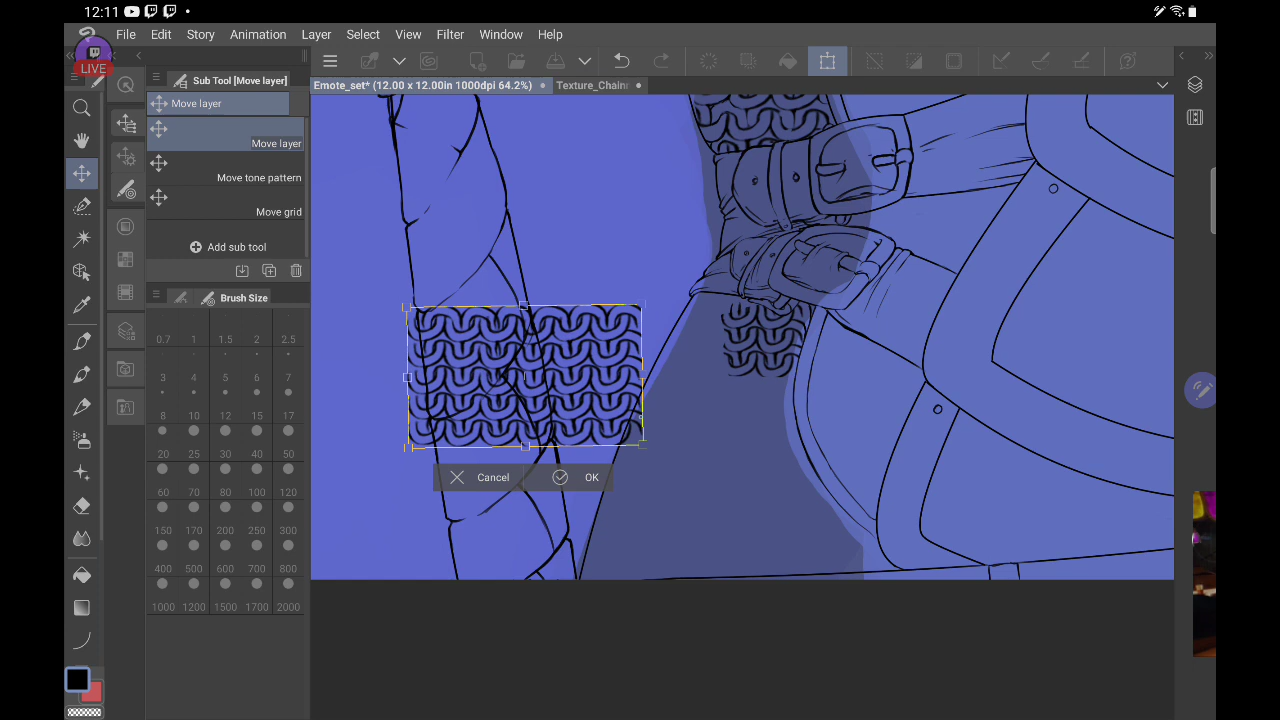 12:11
File Edit Story Animation Layer Select View Filter Window Help
LIVE
Sub Tool [Move layer]
Emote_set* (12.00 x 12.00in 1000dpi 64.2%)
Texture_Chainm
Move layer
Move layer
Move tone pattern
Move grid
Add sub tool
Brush Size
0.7 1 1.5 2 2.5
3 4 5 6 7
8 10 12 15 17
20 25 30 40 50
60 70 80 100 120
150 170 200 250 300
400 500 600 700 800
1000 1200 1500 1700 2000
Cancel OK